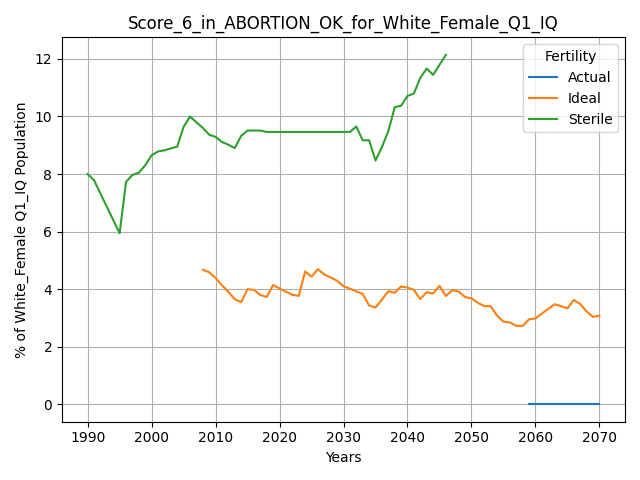 Score_6_in_ABORTION_OK_for_White_Female_Q1_IQ
% of White_Female Q1_IQ Population
12
10
8
6
4
2
0
Fertility
Actual
Ideal
Sterile
1990 2000 2010 2020 2030 2040 2050 2060 2070
Years